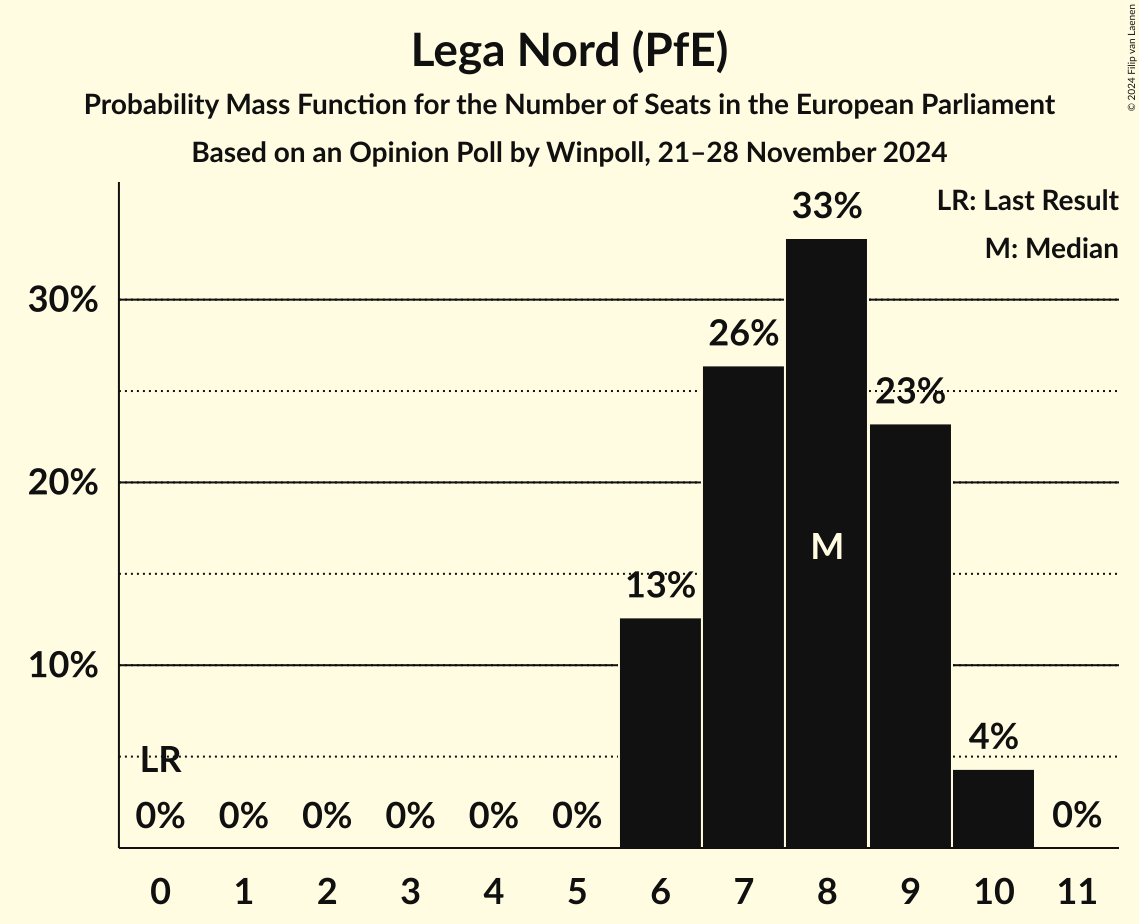 Lega Nord (PfE)
Probability Mass Function for the Number of Seats in the European Parliament
Based on an Opinion Poll by Winpoll, 21–28 November 2024
© 2024 Filip van Laenen
LR: Last Result
M: Median
30%
20%
10%
LR
0%
0%
0%
0%
0%
0%
13%
26%
33%
M
23%
4%
0%
0 1 2 3 4 5 6 7 8 9 10 11